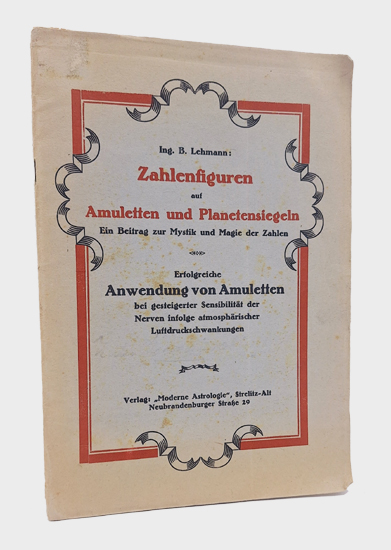 Ing. B. Lehmann:
Zahlenfiguren
auf
Amuletten und Planetensiegeln
Ein Beitrag zur Mystik und Magie der Zahlen
Erfolgreiche
Anwendung von Amuletten
bei gesteigerter Sensibilität der
Nerven infolge atmosphärischer
Luftdruckschwankungen
Verlag: „Moderne Astrologie“, Strelitz-Alt
Neubrandenburger Straße 29